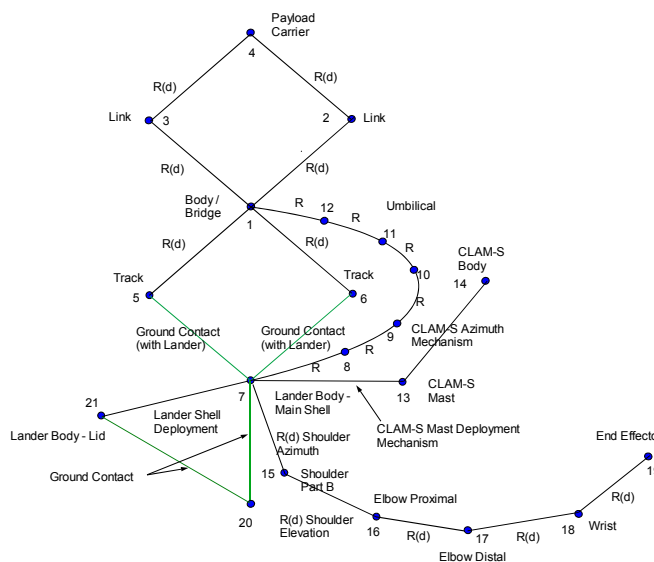 Payload
Carrier
4
R(d)
R(d)
Link
3
2
Link
R(d)
R(d)
Body /
Bridge
1
R
12
R
Umbilical
11
R
10
R
9
R
8
R
CLAM-S
Body
14
R(d)
R(d)
Track
5
Track
6
Ground Contact
(with Lander)
Ground Contact
(with Lander)
CLAM-S Azimuth
Mechanism
7
13
CLAM-S
Mast
21
Lander Body - Lid
Lander Shell
Deployment
Lander Body -
Main Shell
CLAM-S Mast Deployment
Mechanism
Ground Contact
R(d) Shoulder
Azimuth
15
Shoulder
Part B
20
R(d) Shoulder
Elevation
Elbow Proximal
16
R(d)
17
Elbow Distal
R(d)
18
Wrist
R(d)
End Effecto